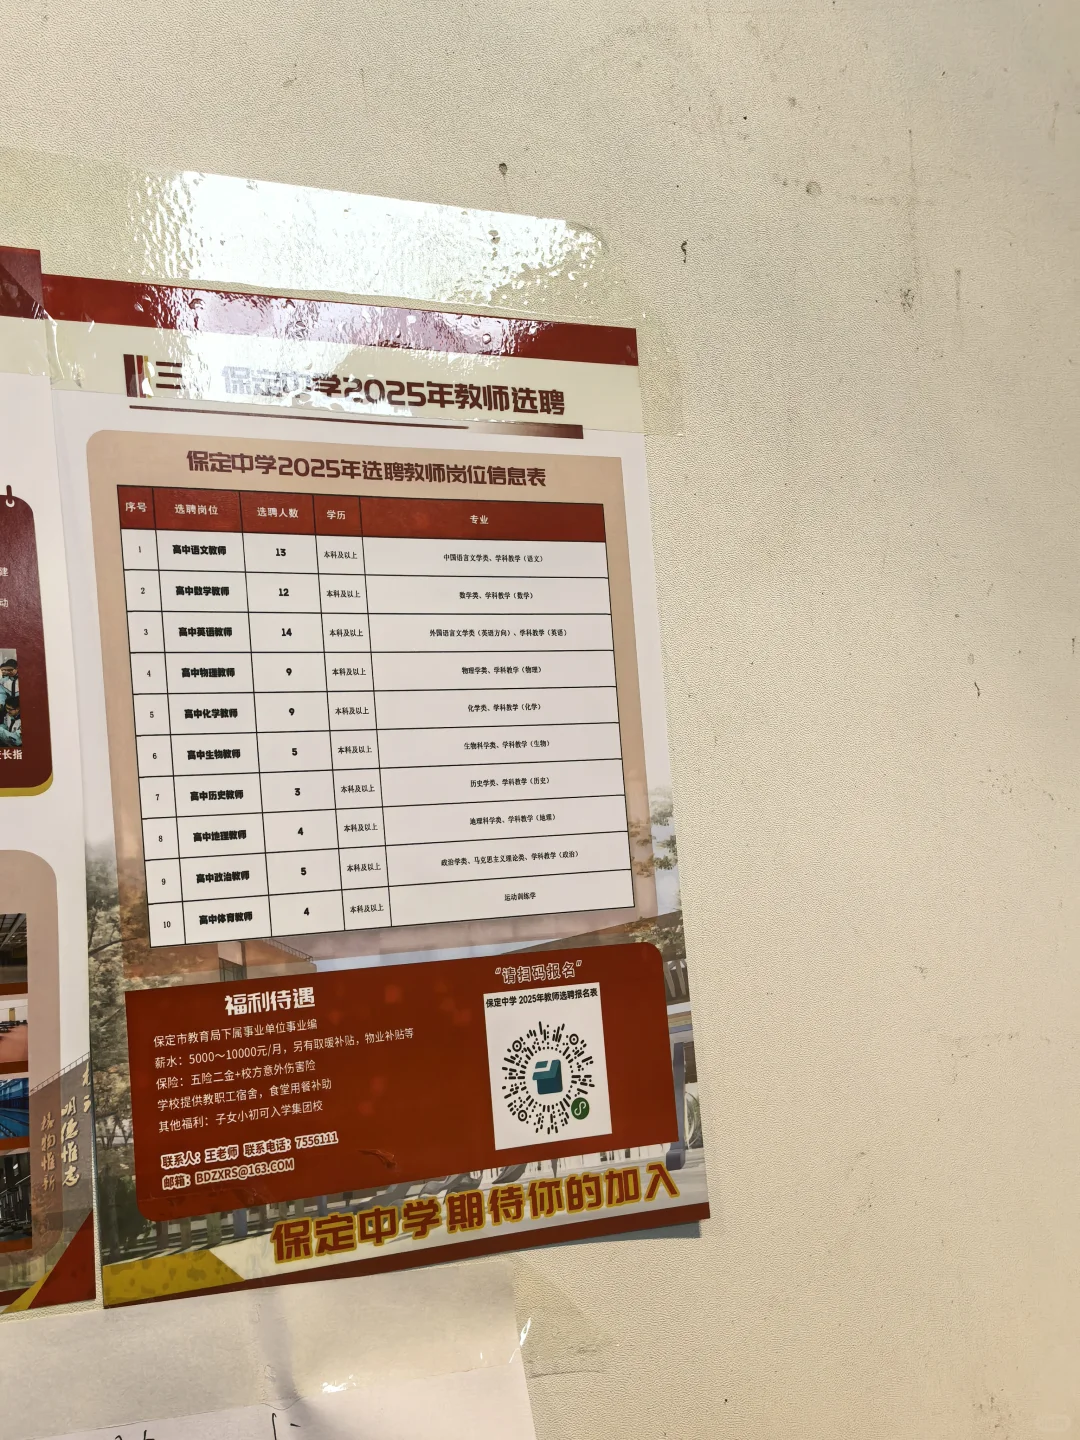 三 保定中学2025年教师选聘
保定中学2025年选聘教师岗位信息表
序号 选聘岗位 选聘人数 学历 专业
1 高中语文教师 13 本科及以上 中国语言文学类、学科教学（语文）
2 高中数学教师 12 本科及以上 数学类、学科教学（数学）
3 高中英语教师 14 本科及以上 外国语言文学类（英语方向）、学科教学（英语）
4 高中物理教师 9 本科及以上 物理学类、学科教学（物理）
5 高中化学教师 9 本科及以上 化学类、学科教学（化学）
6 高中生物教师 5 本科及以上 生物科学类、学科教学（生物）
7 高中历史教师 3 本科及以上 历史学类、学科教学（历史）
8 高中地理教师 4 本科及以上 地理科学类、学科教学（地理）
9 高中政治教师 5 本科及以上 政治学类、马克思主义理论类、学科教学（政治）
10 高中体育教师 4 本科及以上 运动训练学
福利待遇
保定市教育局下属事业单位事业编
薪水：5000～10000元/月，另有取暖补贴，物业补贴等
保险：五险二金+校方意外伤害险
学校提供教职工宿舍，食堂用餐补助
其他福利：子女小初可入学集团校
联系人：王老师 联系电话：7556111
邮箱：BDZXRS@163.COM
“请扫码报名”
保定中学 2025年教师选聘报名表
保定中学期待你的加入
建
动
长指
明德惟志
格物惟新